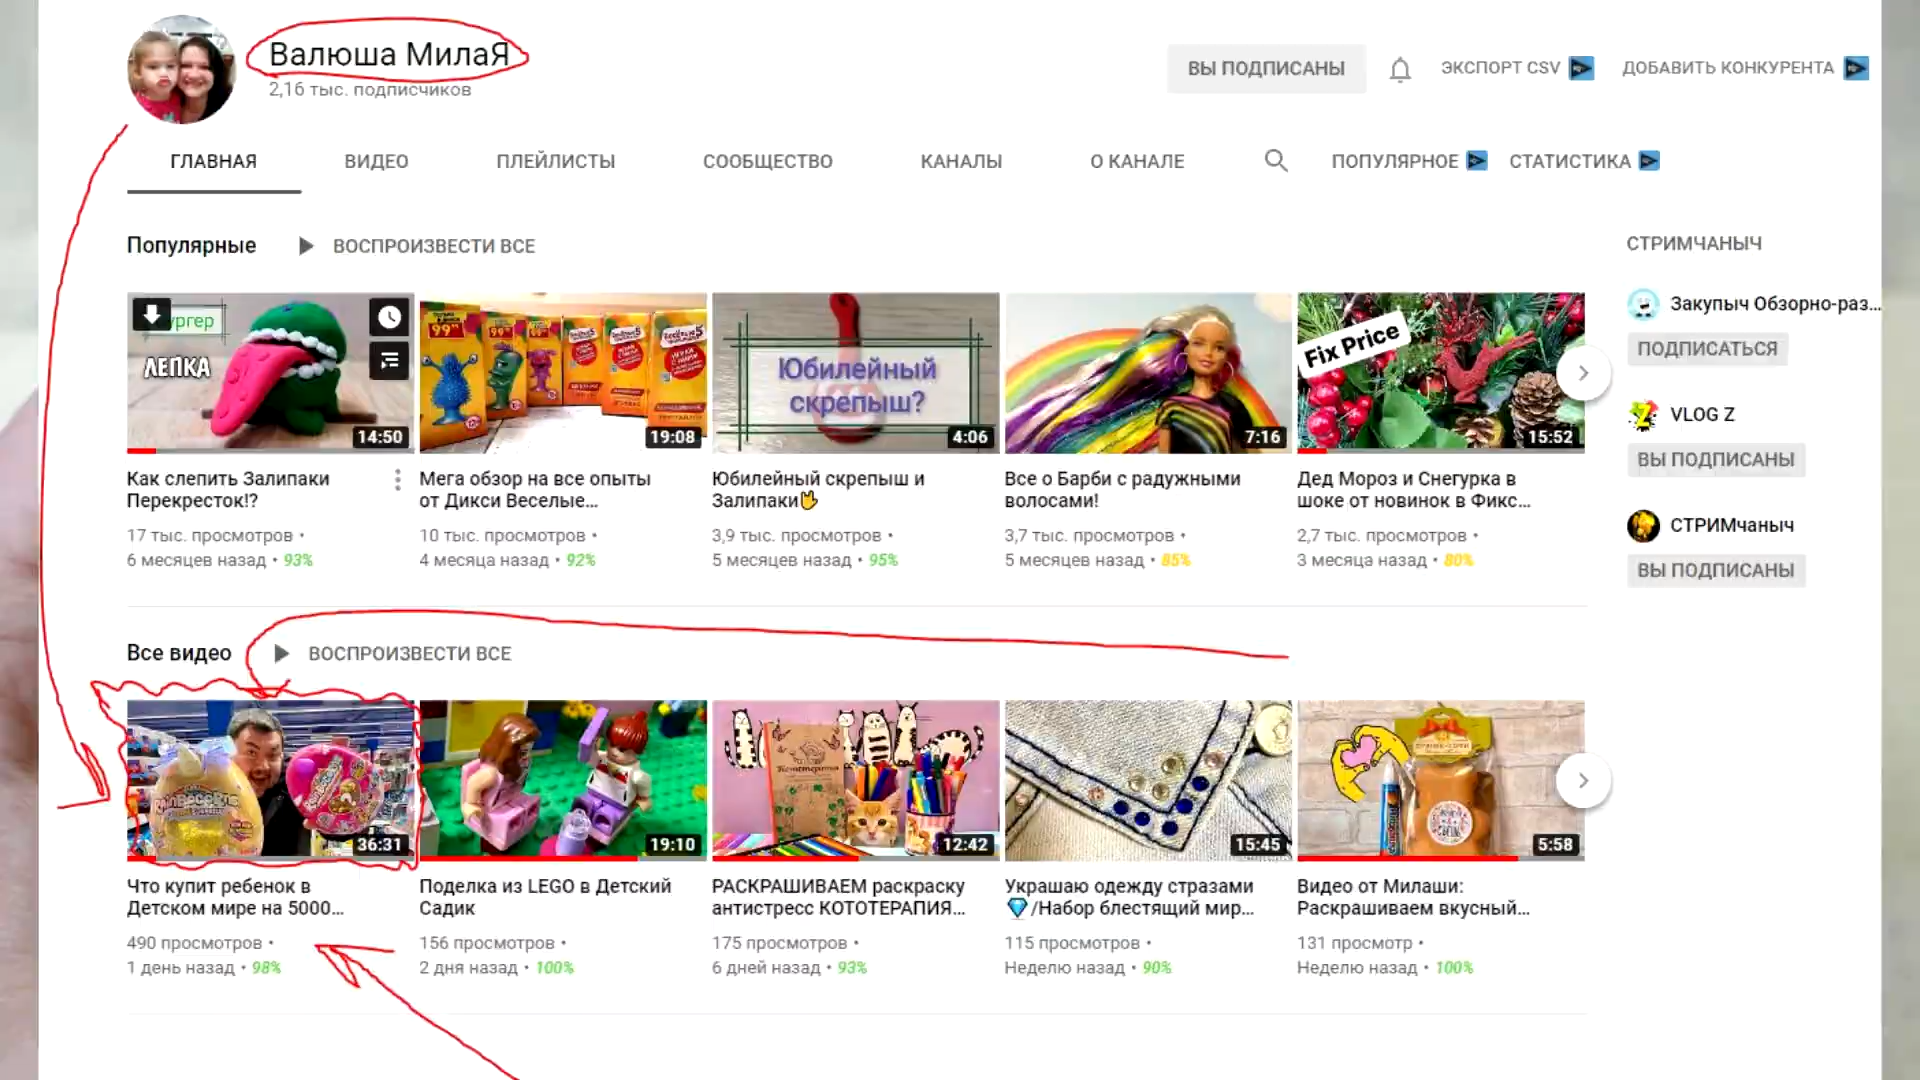 Валюша МилаЯ
2,16 тыс. подписчиков
ВЫ ПОДПИСАНЫ
ЭКСПОРТ CSV
ДОБАВИТЬ КОНКУРЕНТА
ГЛАВНАЯ
ВИДЕО
ПЛЕЙЛИСТЫ
СООБЩЕСТВО
КАНАЛЫ
О КАНАЛЕ
ПОПУЛЯРНОЕ
СТАТИСТИКА
Популярные
ВОСПРОИЗВЕСТИ ВСЕ
ургер
ЛЕПКА
14:50
Как слепить Залипаки
Перекресток!?
17 тыс. просмотров •
6 месяцев назад • 93%
99
19:08
Мега обзор на все опыты
от Дикси Веселые...
10 тыс. просмотров •
4 месяца назад • 92%
Юбилейный
скрепыш?
4:06
Юбилейный скрепыш и
Залипаки🤟
3,9 тыс. просмотров •
5 месяцев назад • 95%
7:16
Все о Барби с радужными
волосами!
3,7 тыс. просмотров •
5 месяцев назад • 85%
Fix Price
15:52
Дед Мороз и Снегурка в
шоке от новинок в Фикс...
2,7 тыс. просмотров •
3 месяца назад • 80%
СТРИМЧАНЫЧ
Закупыч Обзорно-раз...
ПОДПИСАТЬСЯ
VLOG Z
ВЫ ПОДПИСАНЫ
СТРИМчаныч
ВЫ ПОДПИСАНЫ
Все видео
ВОСПРОИЗВЕСТИ ВСЕ
36:31
Что купит ребенок в
Детском мире на 5000...
490 просмотров •
1 день назад • 98%
19:10
Поделка из LEGO в Детский
Садик
156 просмотров •
2 дня назад • 100%
12:42
РАСКРАШИВАЕМ раскраску
антистресс КОТОТЕРАПИЯ...
175 просмотров •
6 дней назад • 93%
15:45
Украшаю одежду стразами
💎/Набор блестящий мир...
115 просмотров •
Неделю назад • 90%
5:58
Видео от Милаши:
Раскрашиваем вкусный...
131 просмотр •
Неделю назад • 100%